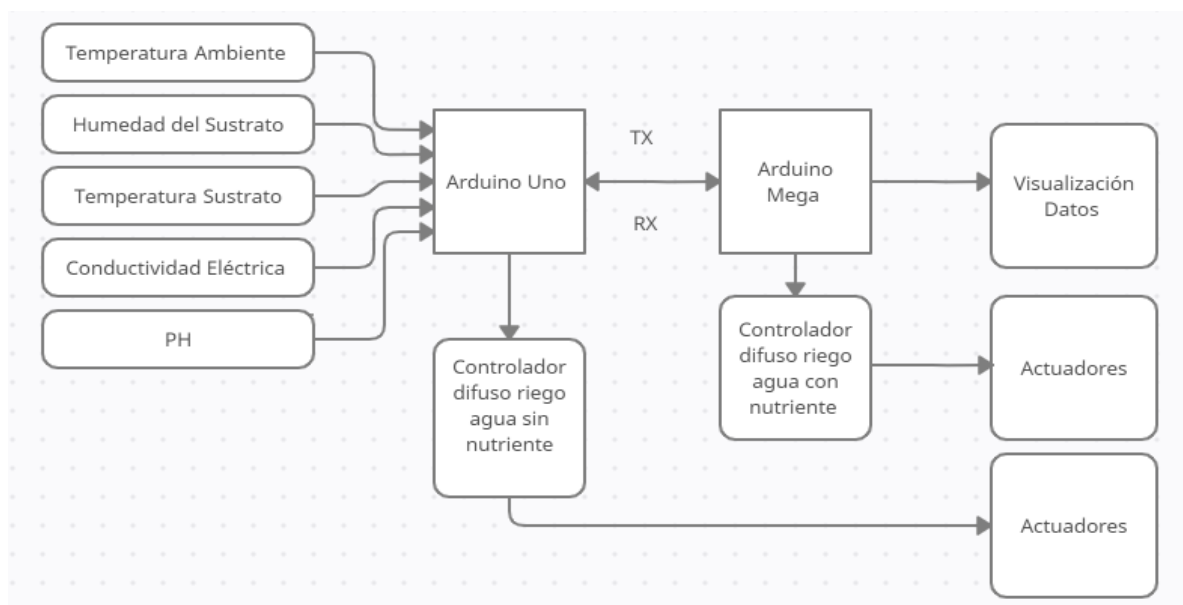 Temperatura Ambiente
Humedad del Sustrato
Temperatura Sustrato
Conductividad Eléctrica
PH
Arduino Uno
TX
RX
Arduino
Mega
Visualización
Datos
Controlador
difuso riego
agua sin
nutriente
Controlador
difuso riego
agua con
nutriente
Actuadores
Actuadores